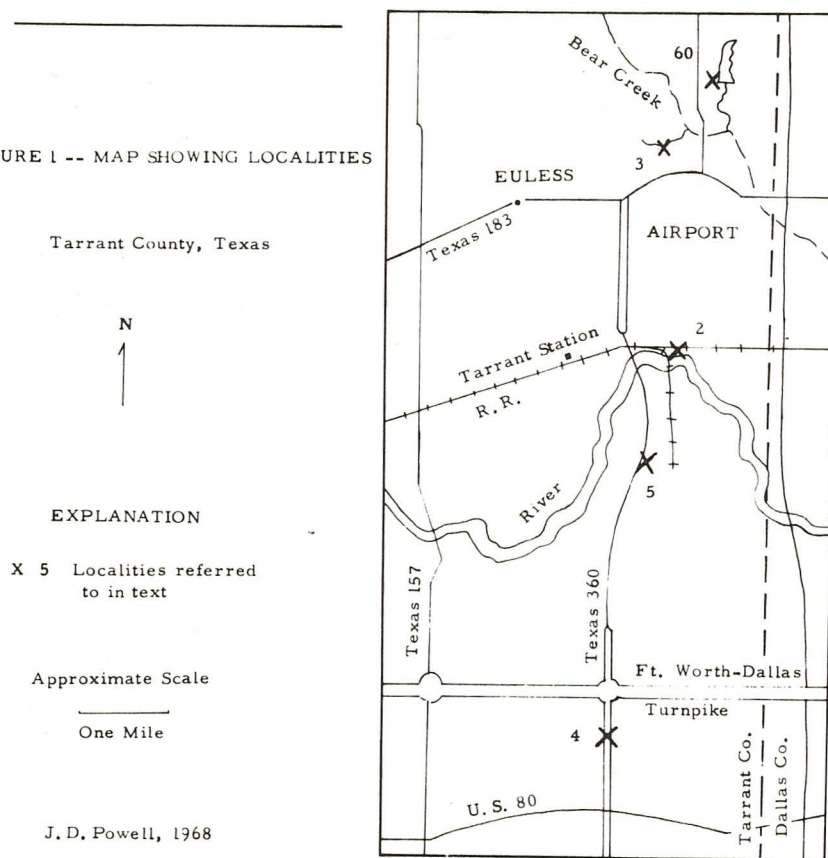 URE 1 -- MAP SHOWING LOCALITIES
Tarrant County, Texas
N
EXPLANATION
X 5 Localities referred
to in text
Approximate Scale
One Mile
J. D. Powell, 1968
60
Bear Creek
3
EULESS
Texas 183
AIRPORT
2
Tarrant Station
R. R.
5
River
Texas 157
Texas 360
Ft. Worth-Dallas
Turnpike
4
Tarrant Co.
Dallas Co.
U. S. 80